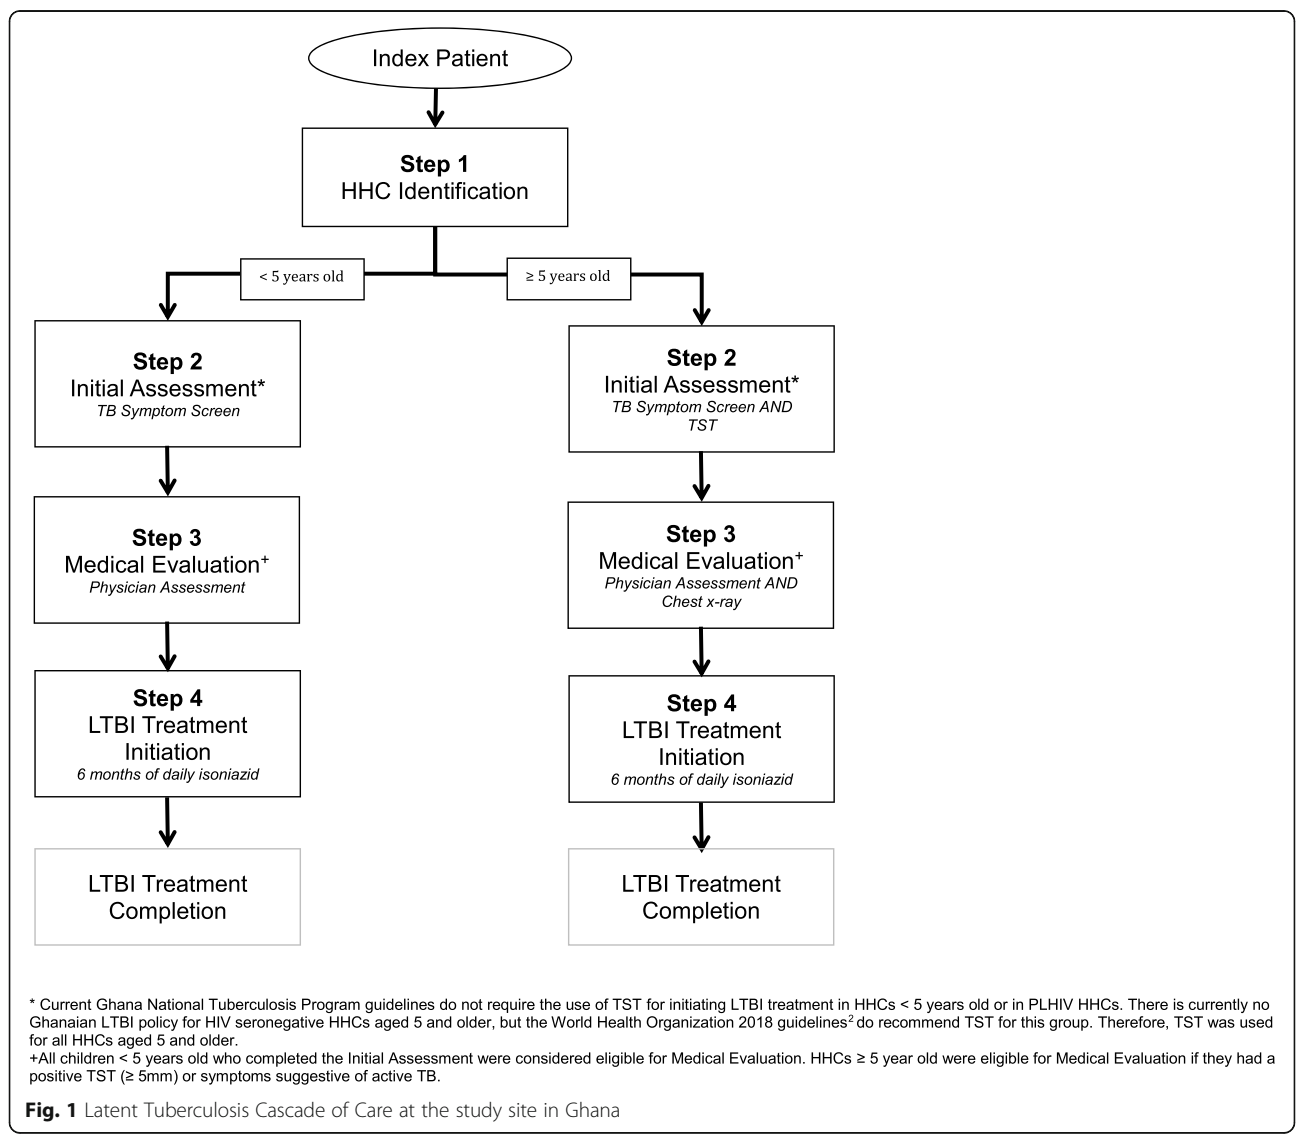 Index Patient
Step 1
HHC Identification
< 5 years old
≥ 5 years old
Step 2
Initial Assessment*
TB Symptom Screen
Step 3
Medical Evaluation+
Physician Assessment
Step 4
LTBI Treatment
Initiation
6 months of daily isoniazid
LTBI Treatment
Completion
Step 2
Initial Assessment*
TB Symptom Screen AND
TST
Step 3
Medical Evaluation+
Physician Assessment AND
Chest x-ray
Step 4
LTBI Treatment
Initiation
6 months of daily isoniazid
LTBI Treatment
Completion
* Current Ghana National Tuberculosis Program guidelines do not require the use of TST for initiating LTBI treatment in HHCs < 5 years old or in PLHIV HHCs. There is currently no
Ghanaian LTBI policy for HIV seronegative HHCs aged 5 and older, but the World Health Organization 2018 guidelines2 do recommend TST for this group. Therefore, TST was used
for all HHCs aged 5 and older.
+All children < 5 years old who completed the Initial Assessment were considered eligible for Medical Evaluation. HHCs ≥ 5 year old were eligible for Medical Evaluation if they had a
positive TST (≥ 5mm) or symptoms suggestive of active TB.
Fig. 1 Latent Tuberculosis Cascade of Care at the study site in Ghana